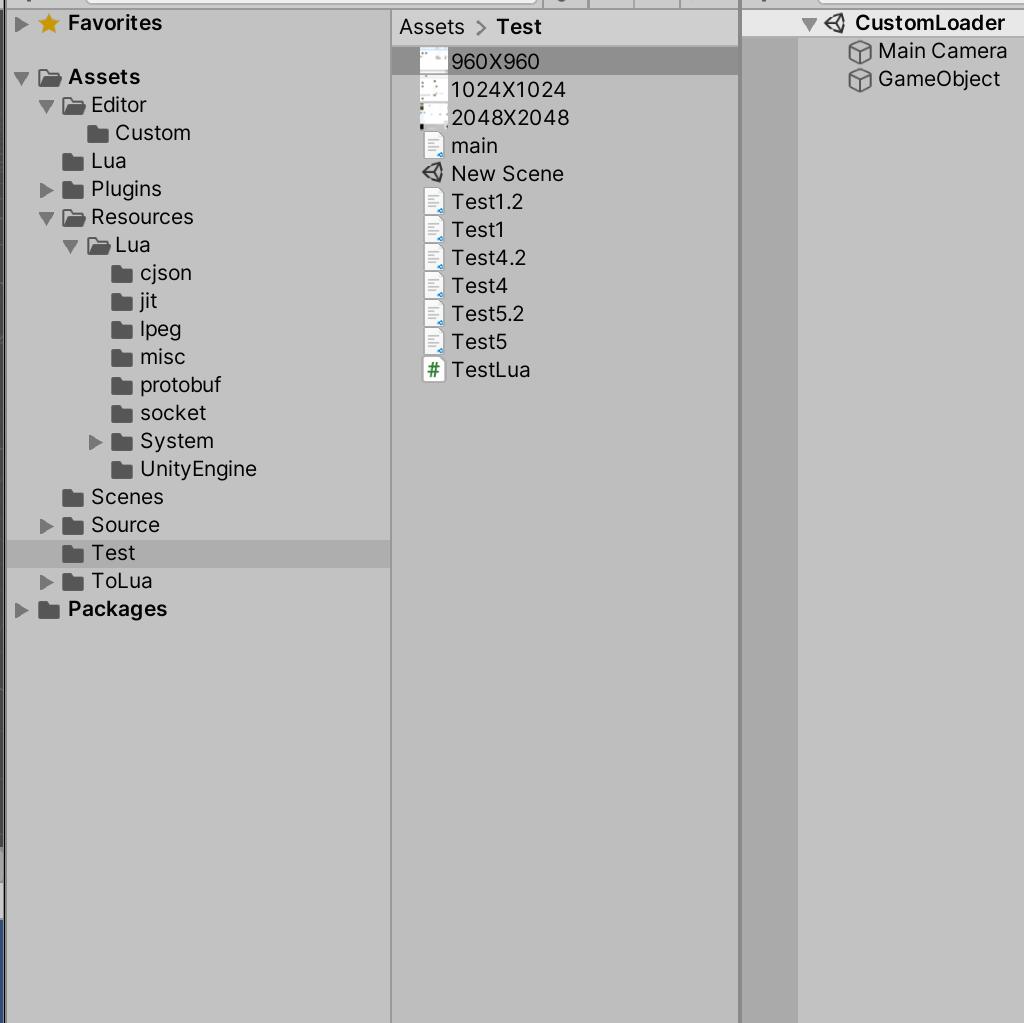 Favorites
Assets
Editor
Custom
Lua
Plugins
Resources
Lua
cjson
jit
lpeg
misc
protobuf
socket
System
UnityEngine
Scenes
Source
Test
ToLua
Packages
Assets > Test
960X960
1024X1024
2048X2048
main
New Scene
Test1.2
Test1
Test4.2
Test4
Test5.2
Test5
# TestLua
CustomLoader
Main Camera
GameObject